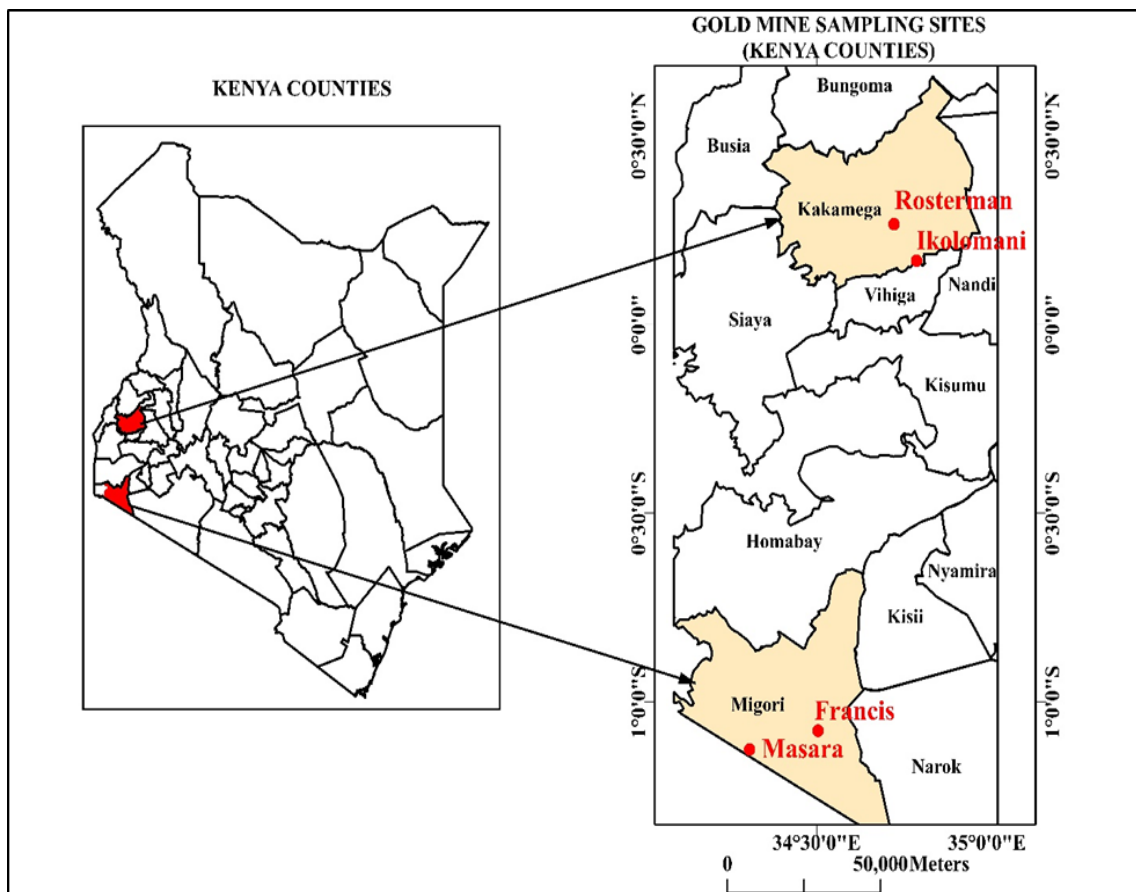 KENYA COUNTIES
GOLD MINE SAMPLING SITES
(KENYA COUNTIES)
Bungoma
Busia
0°30'0"N
0°30'0"N
Kakamega
Rosterman
Ikolomani
Vihiga
Nandi
Siaya
0°0'0"
0°0'0"
Kisumu
0°30'0"S
0°30'0"S
Homabay
Nyamira
Kisii
1°0'0"S
1°0'0"S
Migori
Francis
Masara
Narok
34°30'0"E
35°0'0"E
0
50,000 Meters